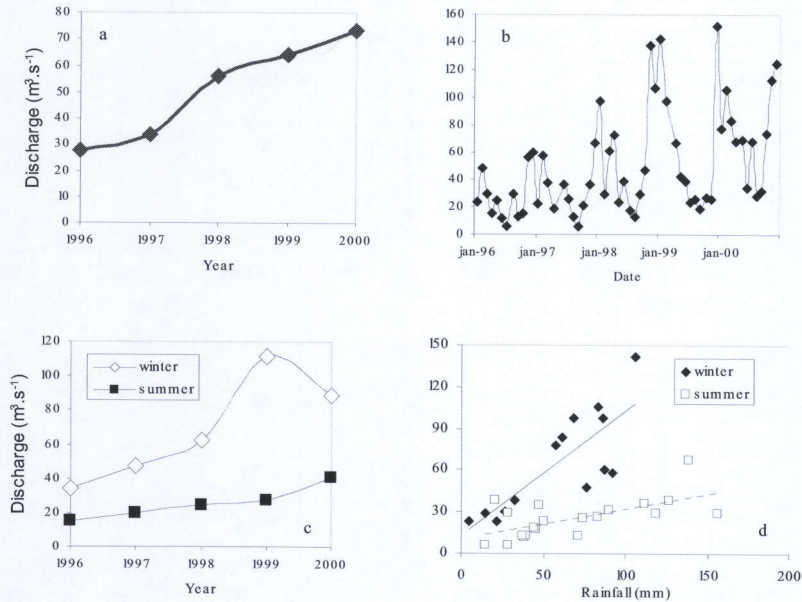 a
Discharge (m³.s⁻¹)
80
70
60
50
40
30
20
10
0
1996
1997
1998
1999
2000
Year
b
160
140
120
100
80
60
40
20
0
jan-96
jan-97
jan-98
jan-99
jan-00
Date
Discharge (m³.s⁻¹)
120
100
80
60
40
20
0
winter
summer
c
1996
1997
1998
1999
2000
Year
150
120
90
60
30
0
winter
summer
d
0
50
100
150
200
Rainfall(mm)